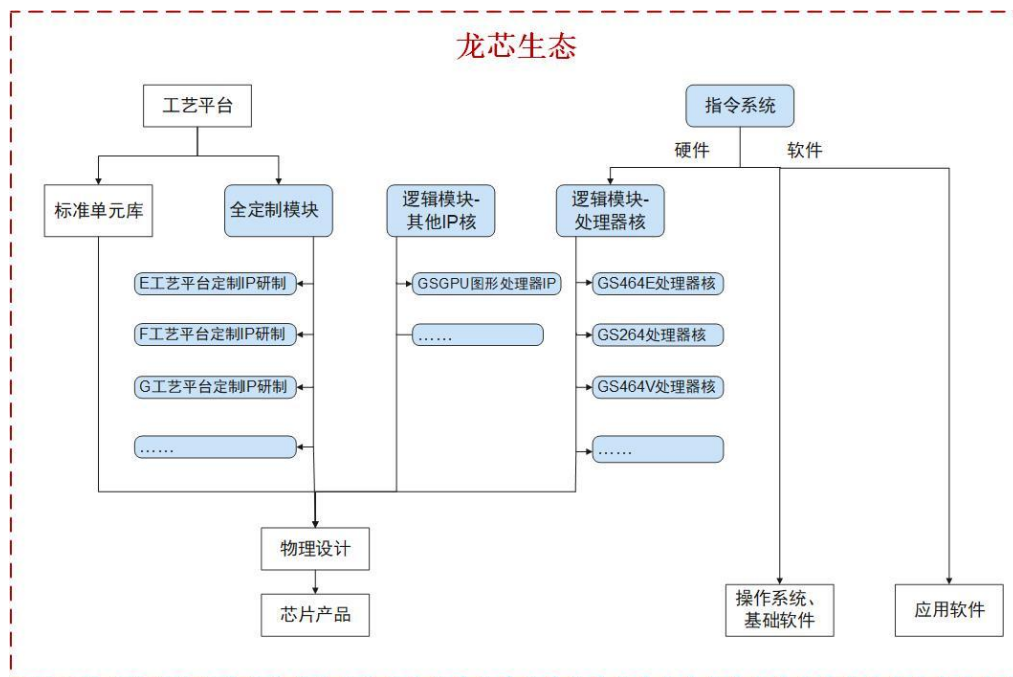 龙芯生态
工艺平台
指令系统
硬件
软件
标准单元库
全定制模块
逻辑模块-
其他IP核
逻辑模块-
处理器核
E工艺平台定制IP研制
GSGPU图形处理器IP
GS464E处理器核
F工艺平台定制IP研制
……
GS264处理器核
G工艺平台定制IP研制
GS464V处理器核
……
……
物理设计
芯片产品
操作系统、
基础软件
应用软件